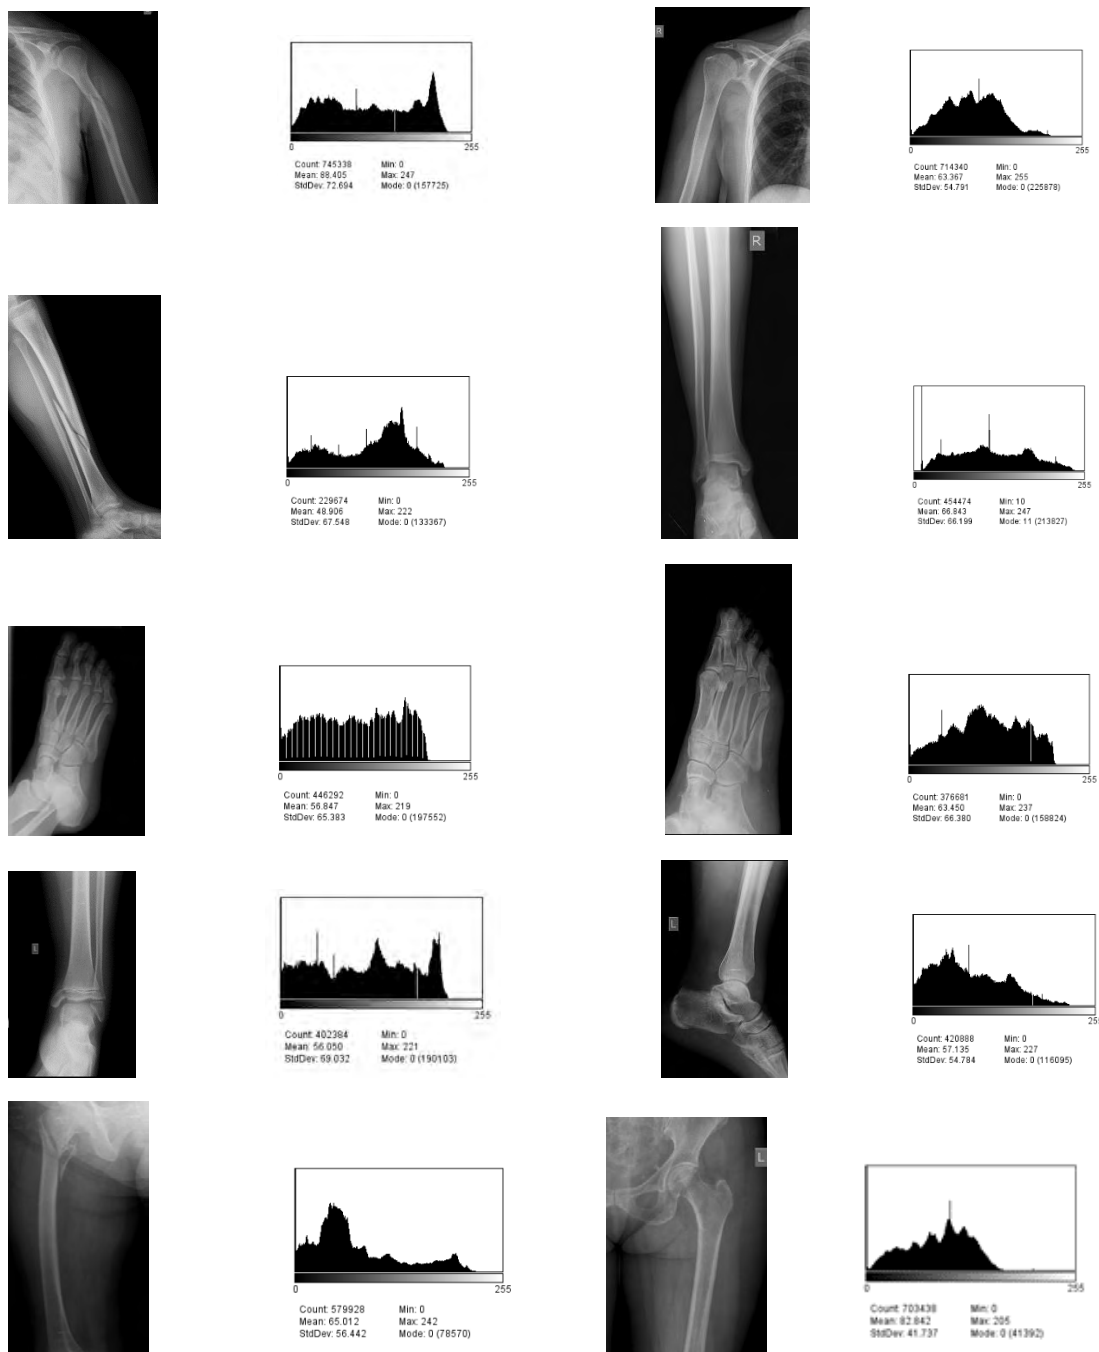 R
0 255
Count: 745338 Min: 0
Mean: 88.405 Max: 247
StdDev: 72.694 Mode: 0 (157725)
0 255
Count: 714340 Min: 0
Mean: 63.367 Max: 255
StdDev: 54.791 Mode: 0 (225878)
R
0 255
Count: 229674 Min: 0
Mean: 48.906 Max: 222
StdDev: 67.548 Mode: 0 (133367)
0 255
Count: 454474 Min: 10
Mean: 66.843 Max: 247
StdDev: 66.199 Mode: 11 (213827)
0 255
Count: 446292 Min: 0
Mean: 56.847 Max: 219
StdDev: 65.383 Mode: 0 (197552)
0 255
Count: 376681 Min: 0
Mean: 63.450 Max: 237
StdDev: 66.380 Mode: 0 (158824)
L
0 255
Count: 402384 Min: 0
Mean: 56.050 Max: 221
StdDev: 69.032 Mode: 0 (190103)
L
0 255
Count: 420888 Min: 0
Mean: 57.135 Max: 227
StdDev: 54.784 Mode: 0 (116095)
0 255
Count: 579928 Min: 0
Mean: 65.012 Max: 242
StdDev: 56.442 Mode: 0 (78570)
L
0 255
Count: 703438 Min: 0
Mean: 82.842 Max: 205
StdDev: 41.737 Mode: 0 (41392)